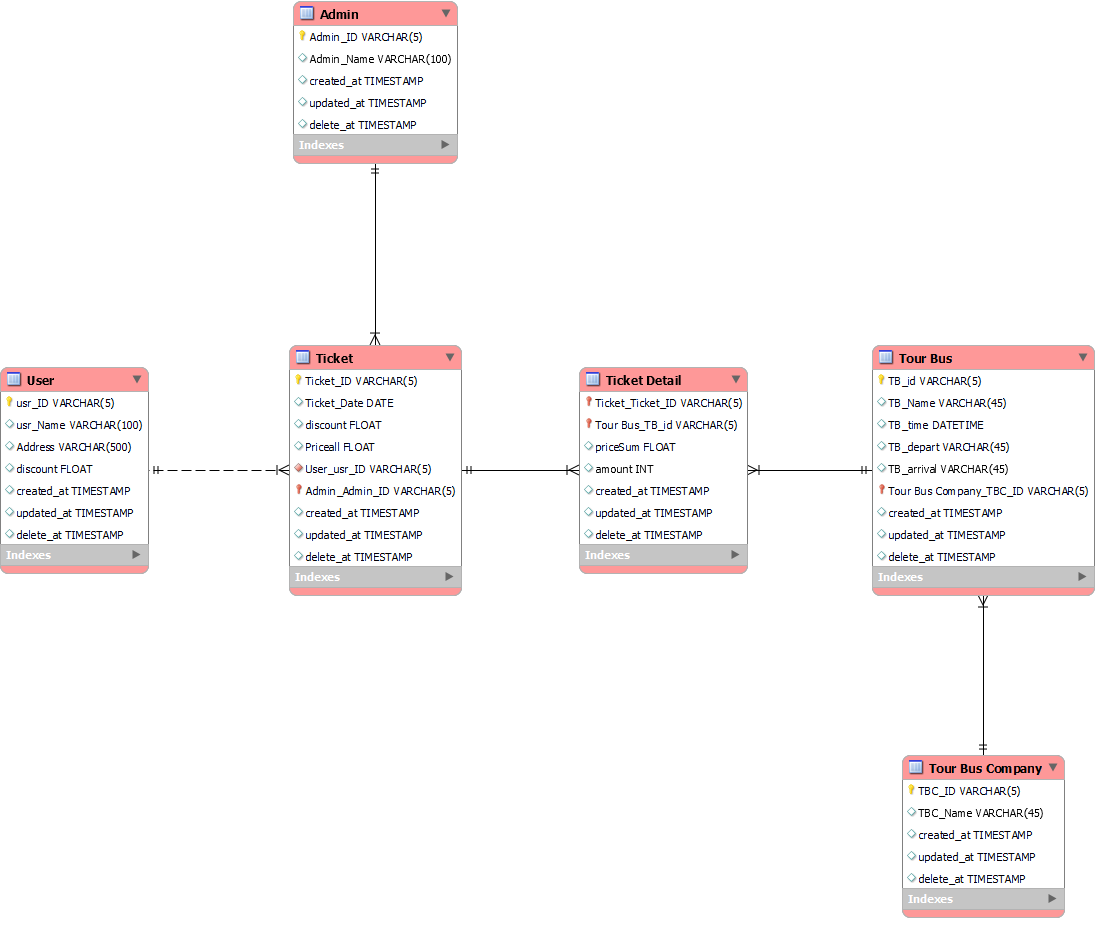 Admin
Admin_ID VARCHAR(5)
Admin_Name VARCHAR(100)
created_at TIMESTAMP
updated_at TIMESTAMP
delete_at TIMESTAMP
Indexes
User
usr_ID VARCHAR(5)
usr_Name VARCHAR(100)
Address VARCHAR(500)
discount FLOAT
created_at TIMESTAMP
updated_at TIMESTAMP
delete_at TIMESTAMP
Indexes
Ticket
Ticket_ID VARCHAR(5)
Ticket_Date DATE
discount FLOAT
Priceall FLOAT
User_usr_ID VARCHAR(5)
Admin_Admin_ID VARCHAR(5)
created_at TIMESTAMP
updated_at TIMESTAMP
delete_at TIMESTAMP
Indexes
Ticket Detail
Ticket_Ticket_ID VARCHAR(5)
Tour Bus_TB_id VARCHAR(5)
priceSum FLOAT
amount INT
created_at TIMESTAMP
updated_at TIMESTAMP
delete_at TIMESTAMP
Indexes
Tour Bus
TB_id VARCHAR(5)
TB_Name VARCHAR(45)
TB_time DATETIME
TB_depart VARCHAR(45)
TB_arrival VARCHAR(45)
Tour Bus Company_TBC_ID VARCHAR(5)
created_at TIMESTAMP
updated_at TIMESTAMP
delete_at TIMESTAMP
Indexes
Tour Bus Company
TBC_ID VARCHAR(5)
TBC_Name VARCHAR(45)
created_at TIMESTAMP
updated_at TIMESTAMP
delete_at TIMESTAMP
Indexes